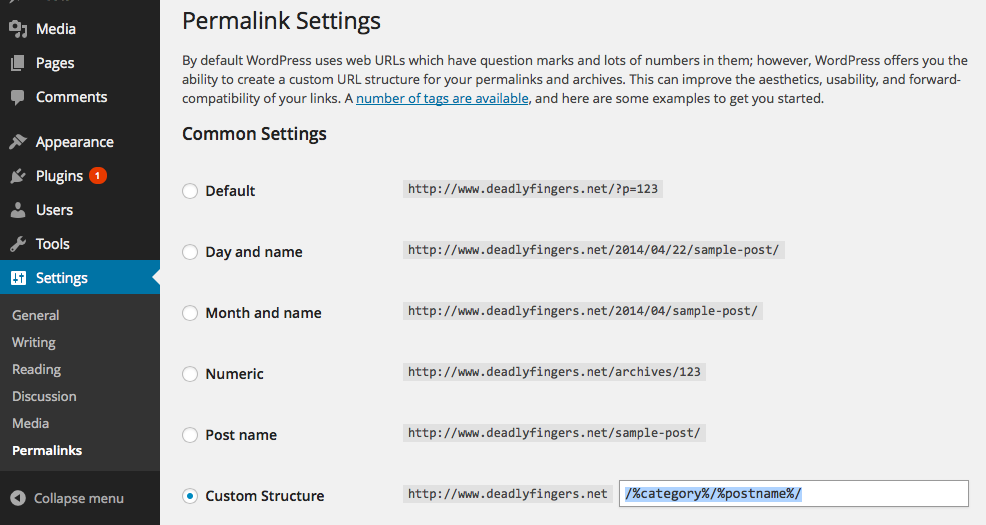 Media
Pages
Comments
Appearance
Plugins 1
Users
Tools
Settings
General
Writing
Reading
Discussion
Media
Permalinks
Collapse menu
Permalink Settings
By default WordPress uses web URLs which have question marks and lots of numbers in them; however, WordPress offers you the
ability to create a custom URL structure for your permalinks and archives. This can improve the aesthetics, usability, and forward-
compatibility of your links. A number of tags are available, and here are some examples to get you started.
Common Settings
Default http://www.deadlyfingers.net/?p=123
Day and name http://www.deadlyfingers.net/2014/04/22/sample-post/
Month and name http://www.deadlyfingers.net/2014/04/sample-post/
Numeric http://www.deadlyfingers.net/archives/123
Post name http://www.deadlyfingers.net/sample-post/
Custom Structure http://www.deadlyfingers.net /%category%/%postname%/